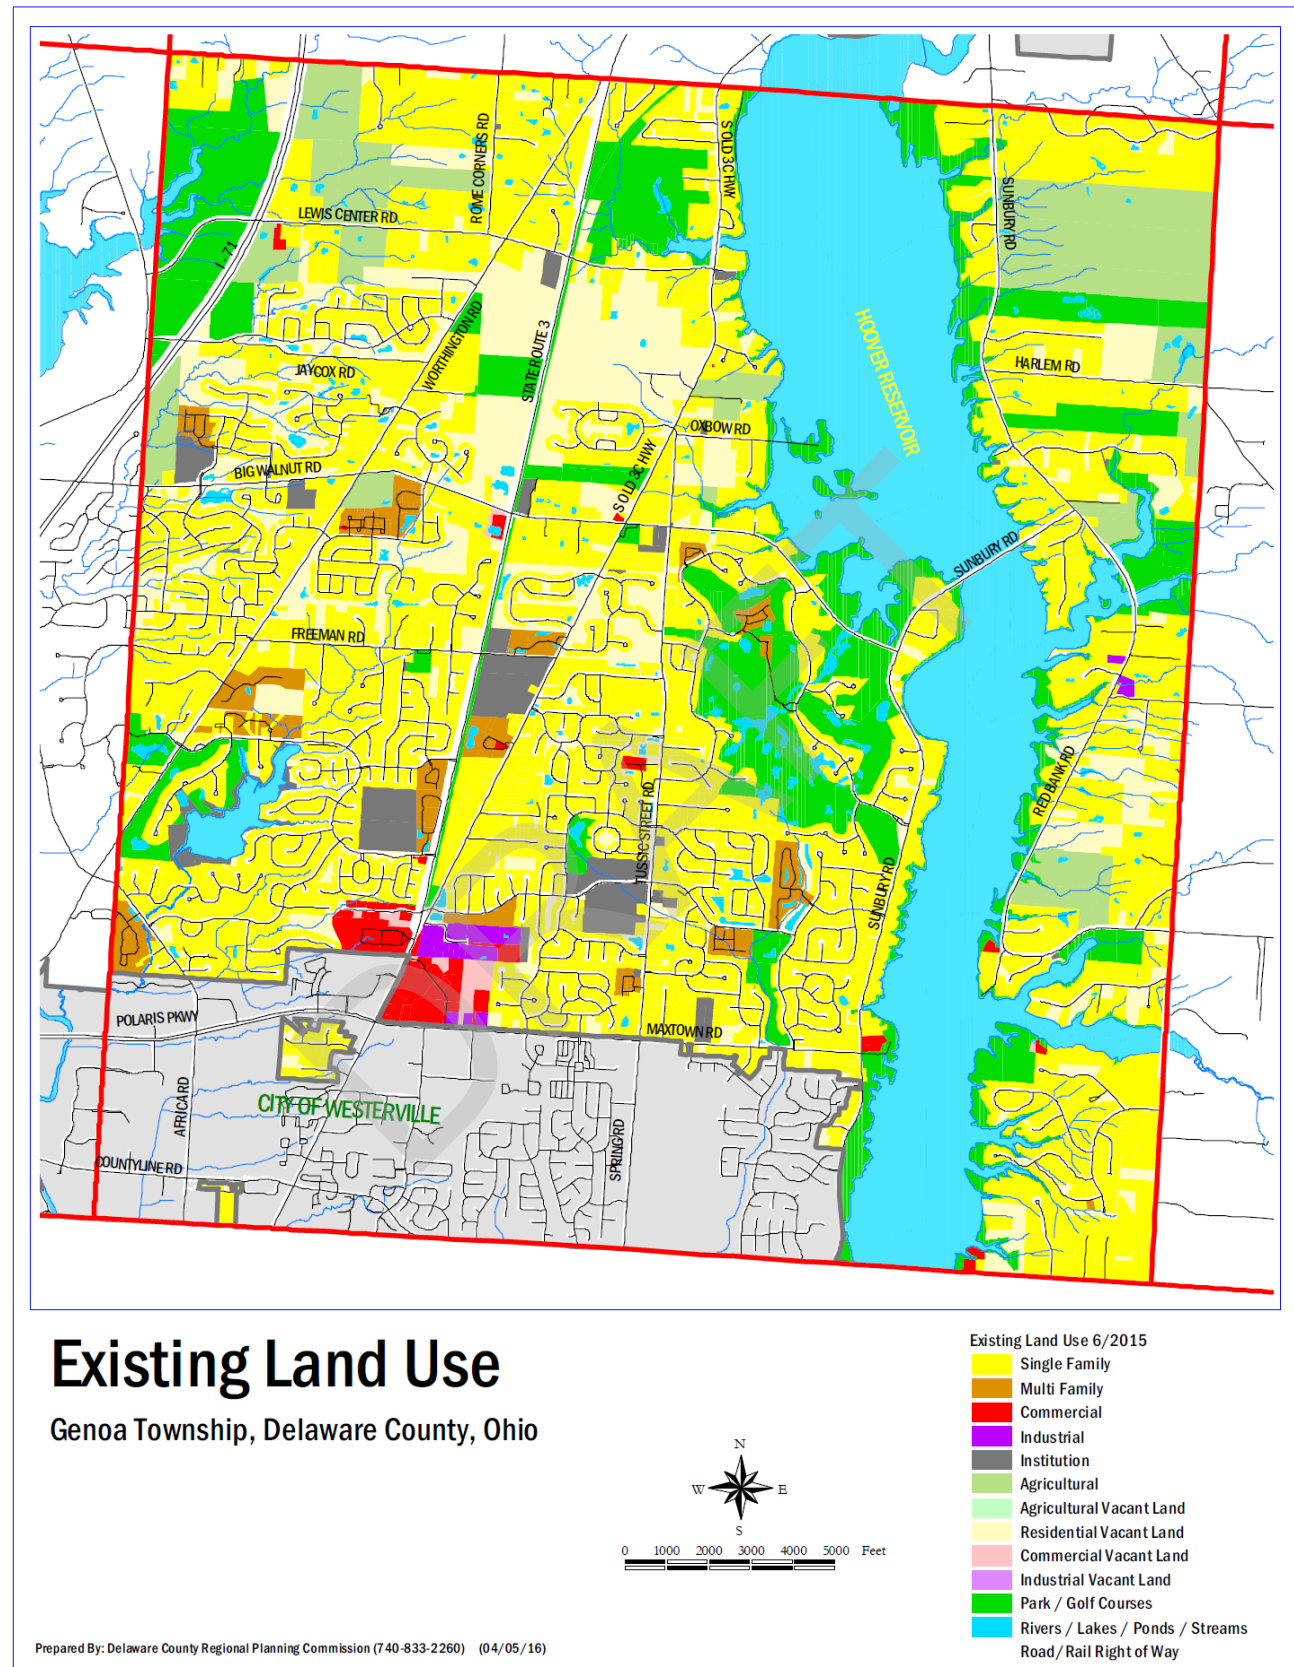 LEWIS CENTER RD
ROME CORNERS RD
S OLD 3C HWY
SUNBURY RD
I - 71
WORTHINGTON RD
STATE ROUTE 3
HOOVER RESERVOIR
JAYCOX RD
HARLEM RD
OXBOW RD
S OLD 3C HWY
BIG WALNUT RD
SUNBURY RD
FREEMAN RD
RED BANK RD
TUSSIC STREET RD
SUNBURY RD
POLARIS PKWY
MAXTOWN RD
AFRICA RD
CITY OF WESTERVILLE
SPRING RD
COUNTYLINE RD
DRAFT
Existing Land Use
Genoa Township, Delaware County, Ohio
N
W E
S
0 1000 2000 3000 4000 5000 Feet
Existing Land Use 6/2015
Single Family
Multi Family
Commercial
Industrial
Institution
Agricultural
Agricultural Vacant Land
Residential Vacant Land
Commercial Vacant Land
Industrial Vacant Land
Park / Golf Courses
Rivers / Lakes / Ponds / Streams
Road/Rail Right of Way
Prepared By: Delaware County Regional Planning Commission (740-833-2260) (04/05/16)